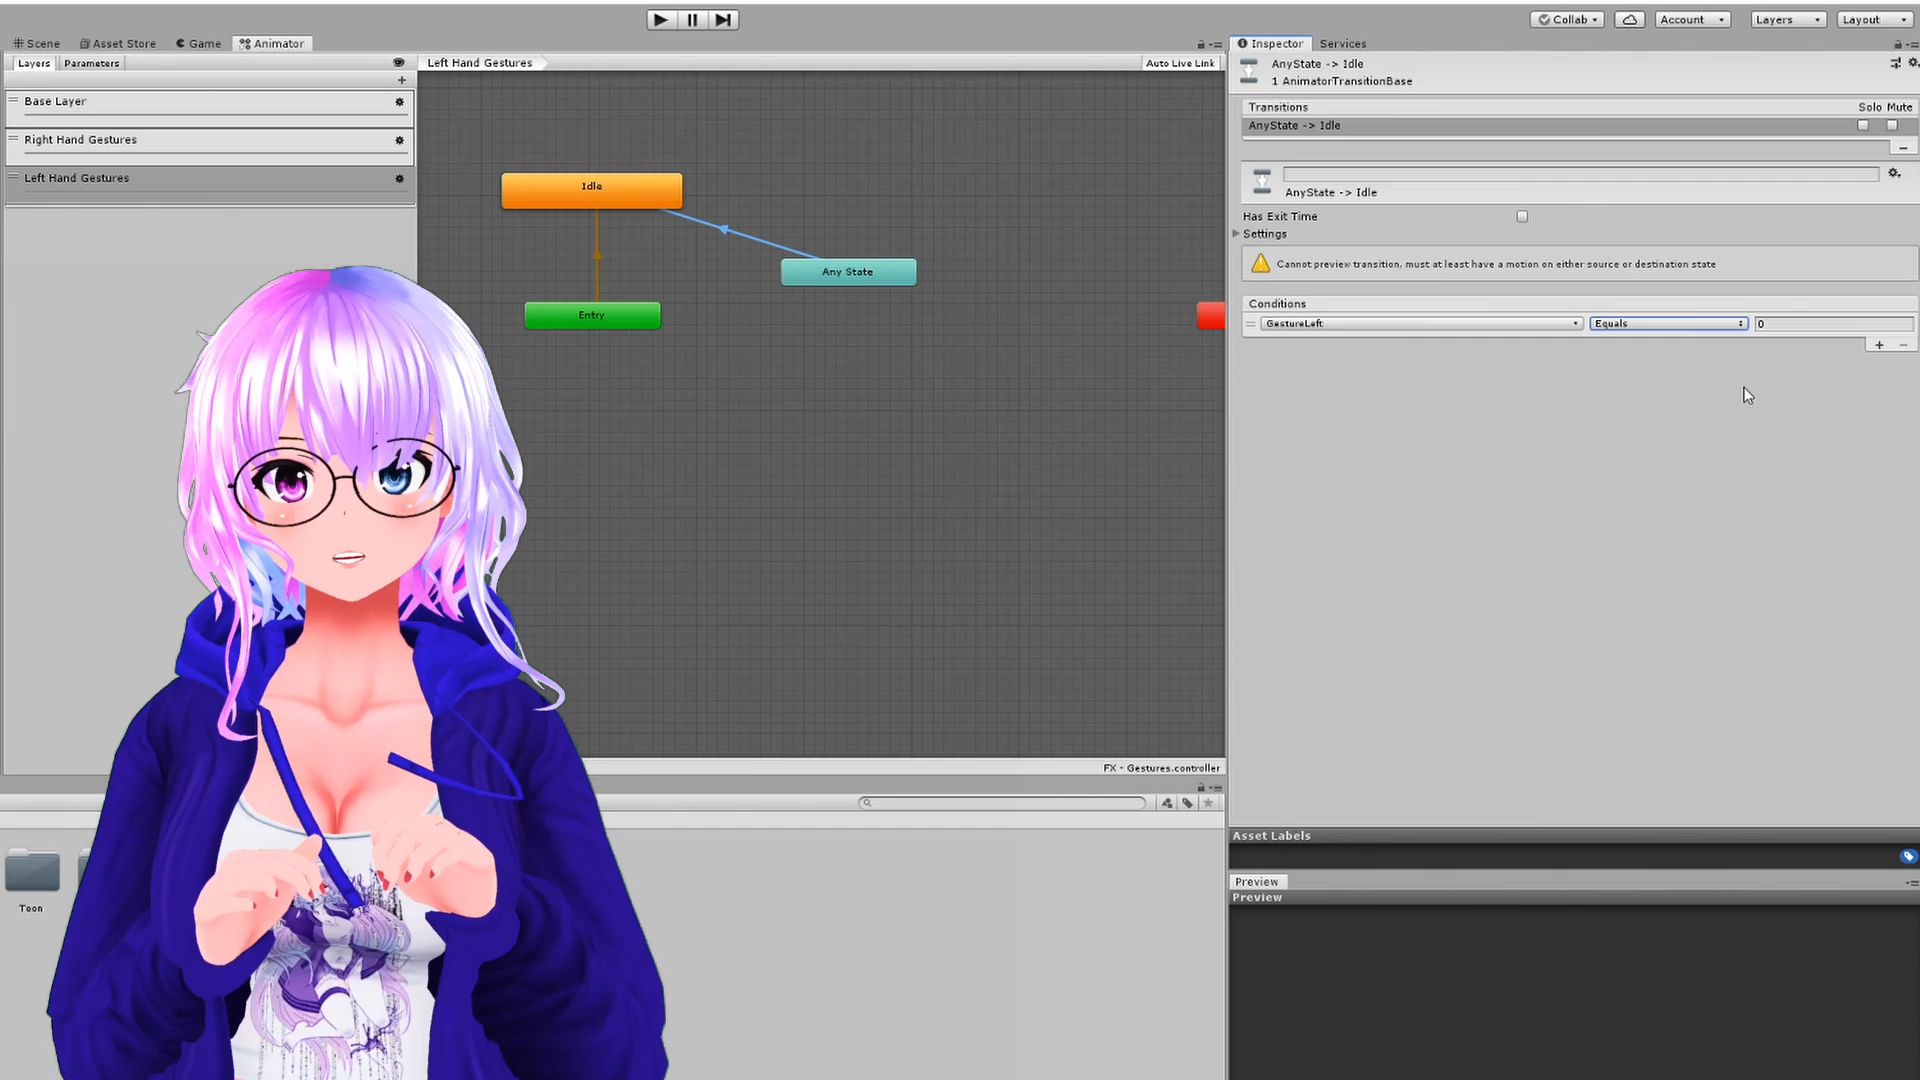 Collab
Account
Layers
Layout
Scene
Asset Store
Game
Animator
Inspector
Services
Layers
Parameters
Left Hand Gestures
Auto Live Link
AnyState -> Idle
1 AnimatorTransitionBase
Base Layer
Transitions
Solo Mute
AnyState -> Idle
Right Hand Gestures
Left Hand Gestures
Idle
AnyState -> Idle
Has Exit Time
Settings
Cannot preview transition, must at least have a motion on either source or destination state
Any State
Entry
Conditions
GestureLeft
Equals
0
FX - Gestures.controller
Asset Labels
Preview
Preview
Toon